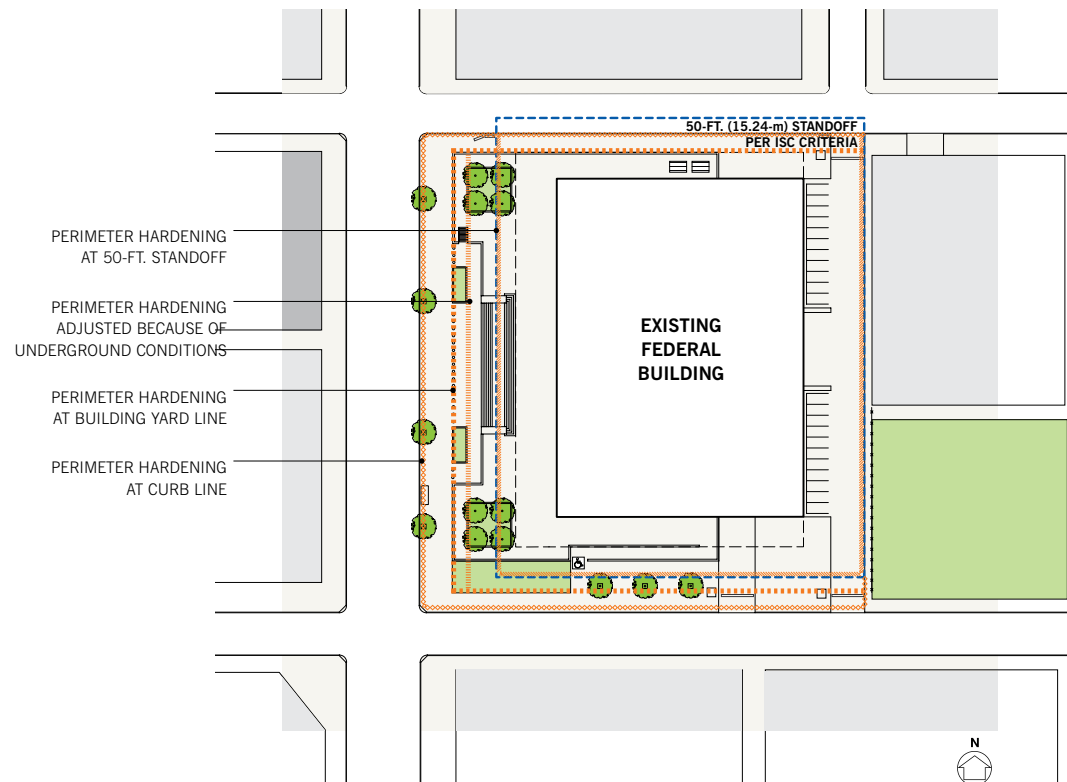 50-FT. (15.24-m) STANDOFF
PER ISC CRITERIA
PERIMETER HARDENING
AT 50-FT. STANDOFF
PERIMETER HARDENING
ADJUSTED BECAUSE OF
UNDERGROUND CONDITIONS
PERIMETER HARDENING
AT BUILDING YARD LINE
PERIMETER HARDENING
AT CURB LINE
EXISTING
FEDERAL
BUILDING
N